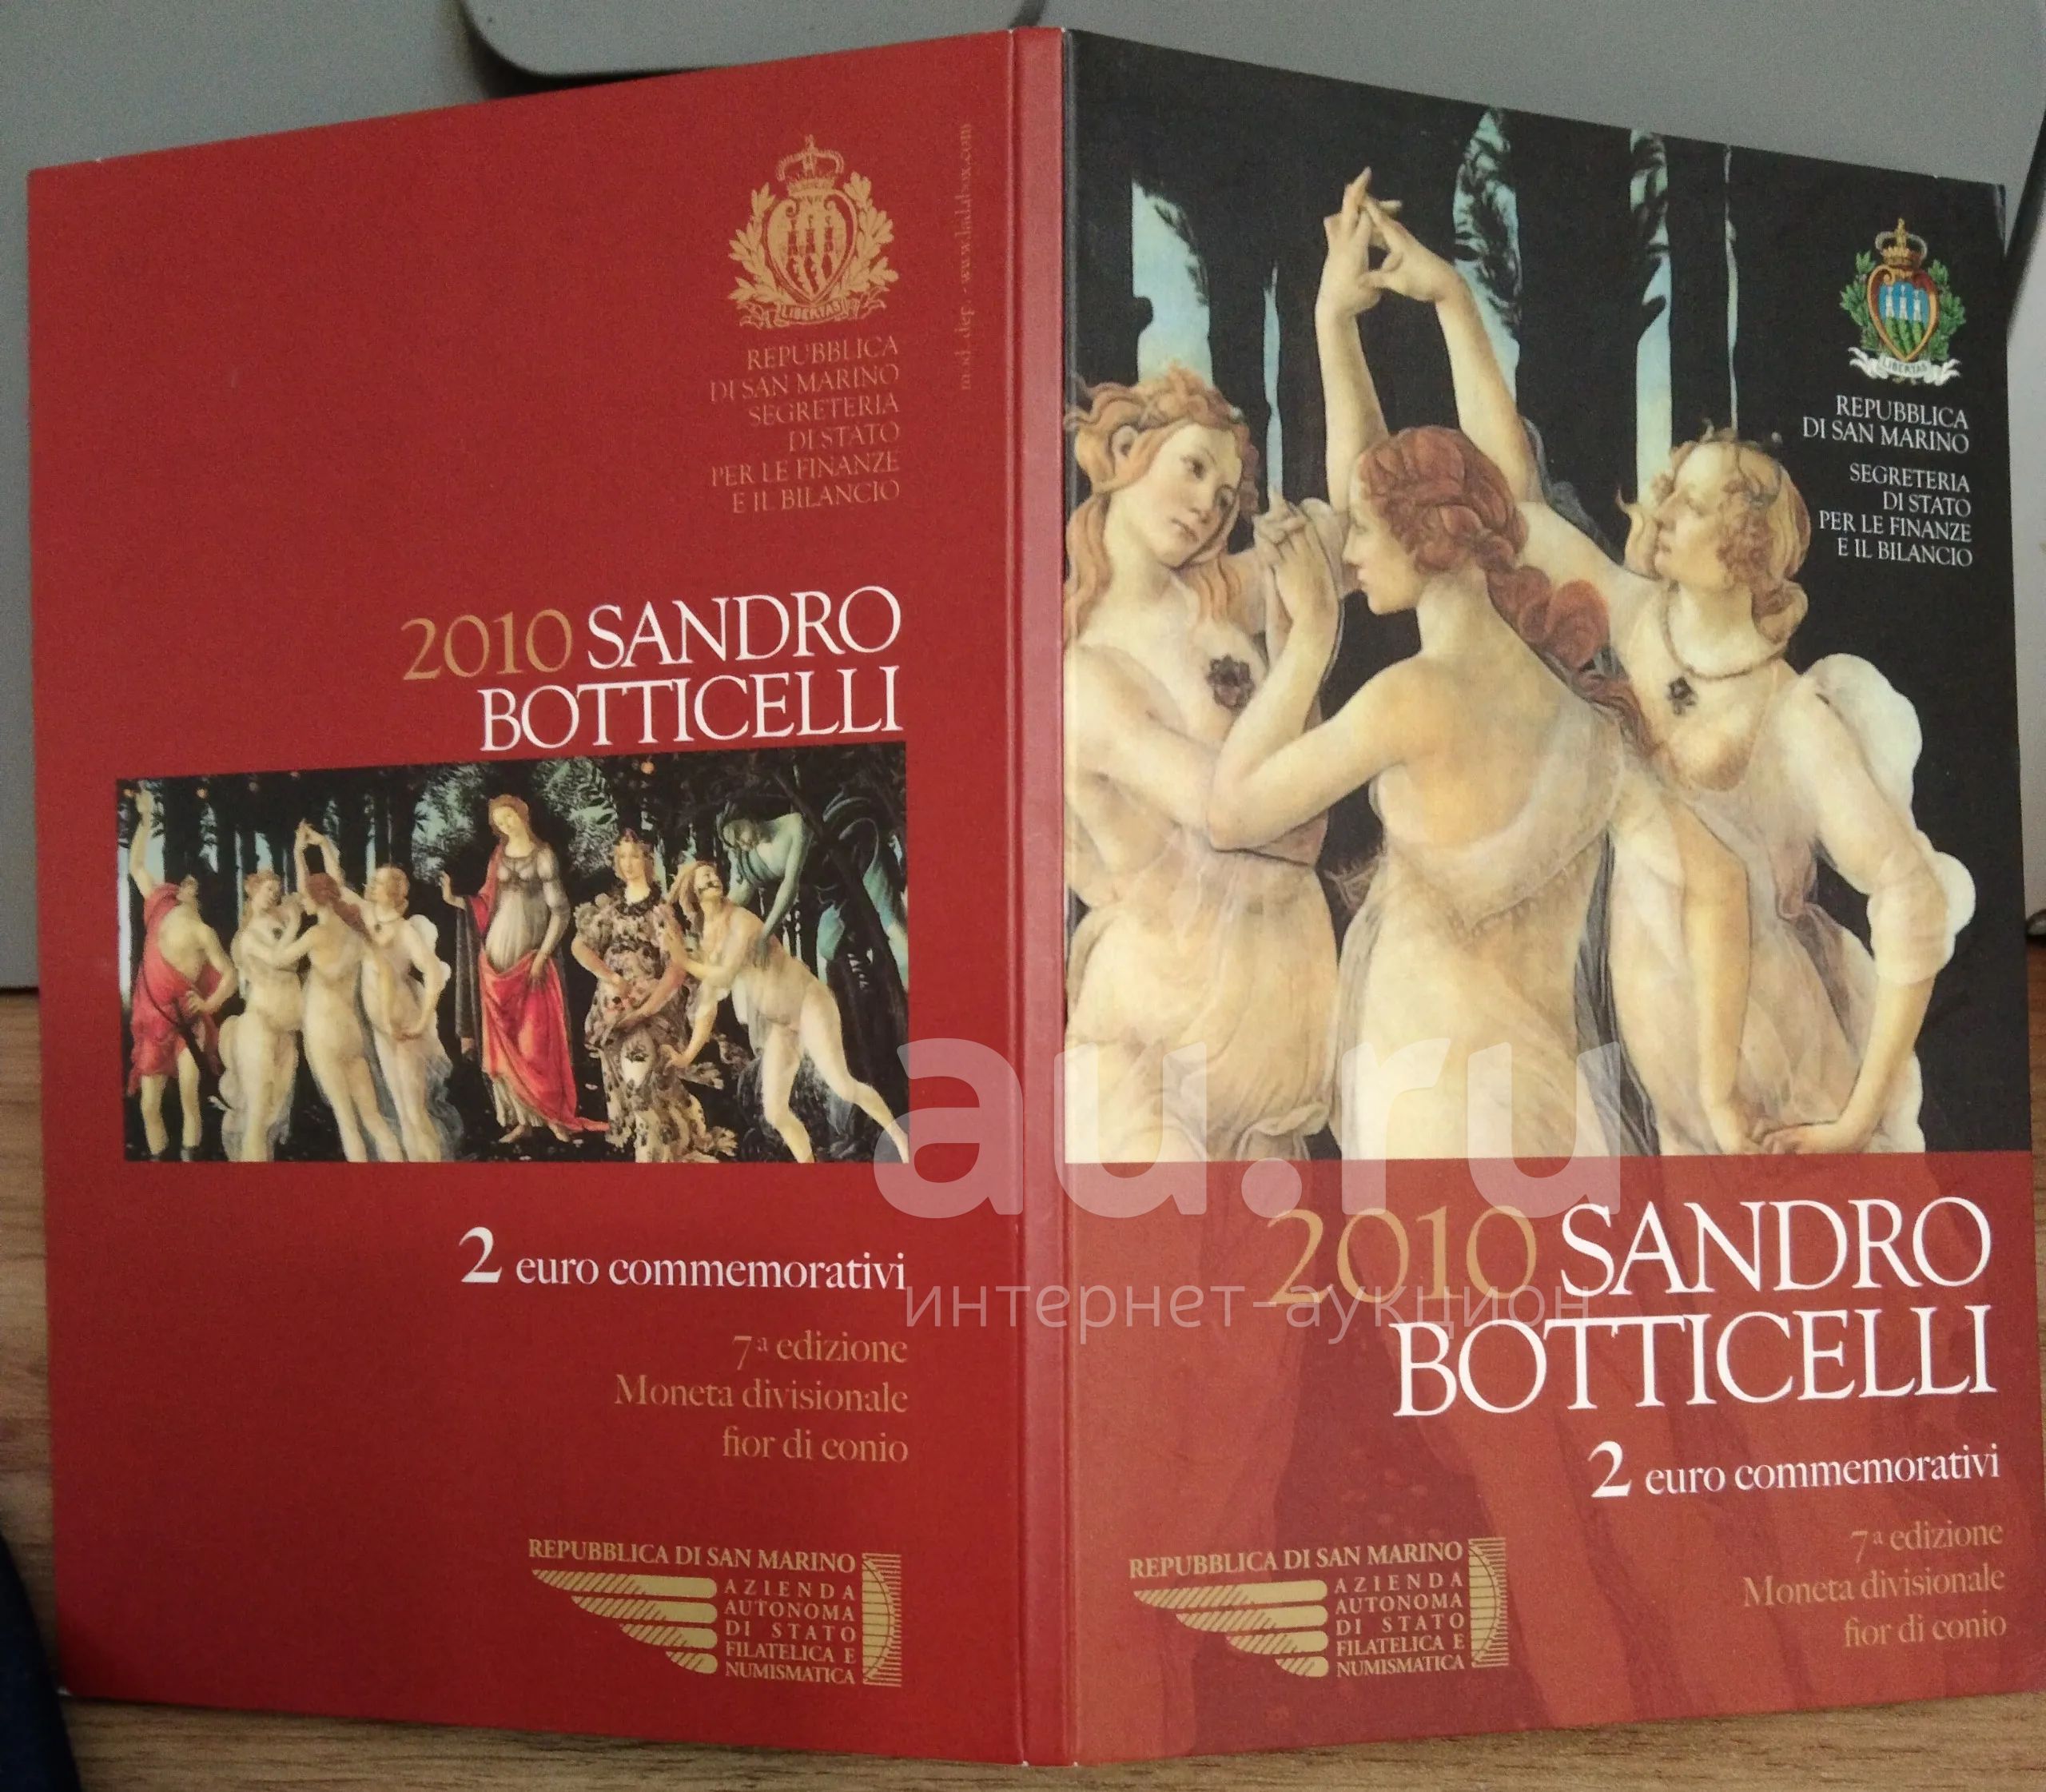 LIBERTAS
REPUBBLICA
DI SAN MARINO
SEGRETERIA
DI STATO
PER LE FINANZE
E IL BILANCIO
2010 SANDRO
BOTTICELLI
2 euro commemorativi
7ª edizione
Moneta divisionale
fior di conio
REPUBBLICA DI SAN MARINO
AZIENDA
AUTONOMA
DI STATO
FILATELICA E
NUMISMATICA
LIBERTAS
REPUBBLICA
DI SAN MARINO
SEGRETERIA
DI STATO
PER LE FINANZE
E IL BILANCIO
2010 SANDRO
BOTTICELLI
2 euro commemorativi
7ª edizione
Moneta divisionale
fior di conio
REPUBBLICA DI SAN MARINO
AZIENDA
AUTONOMA
DI STATO
FILATELICA E
NUMISMATICA
au.ru
интернет-аукцион